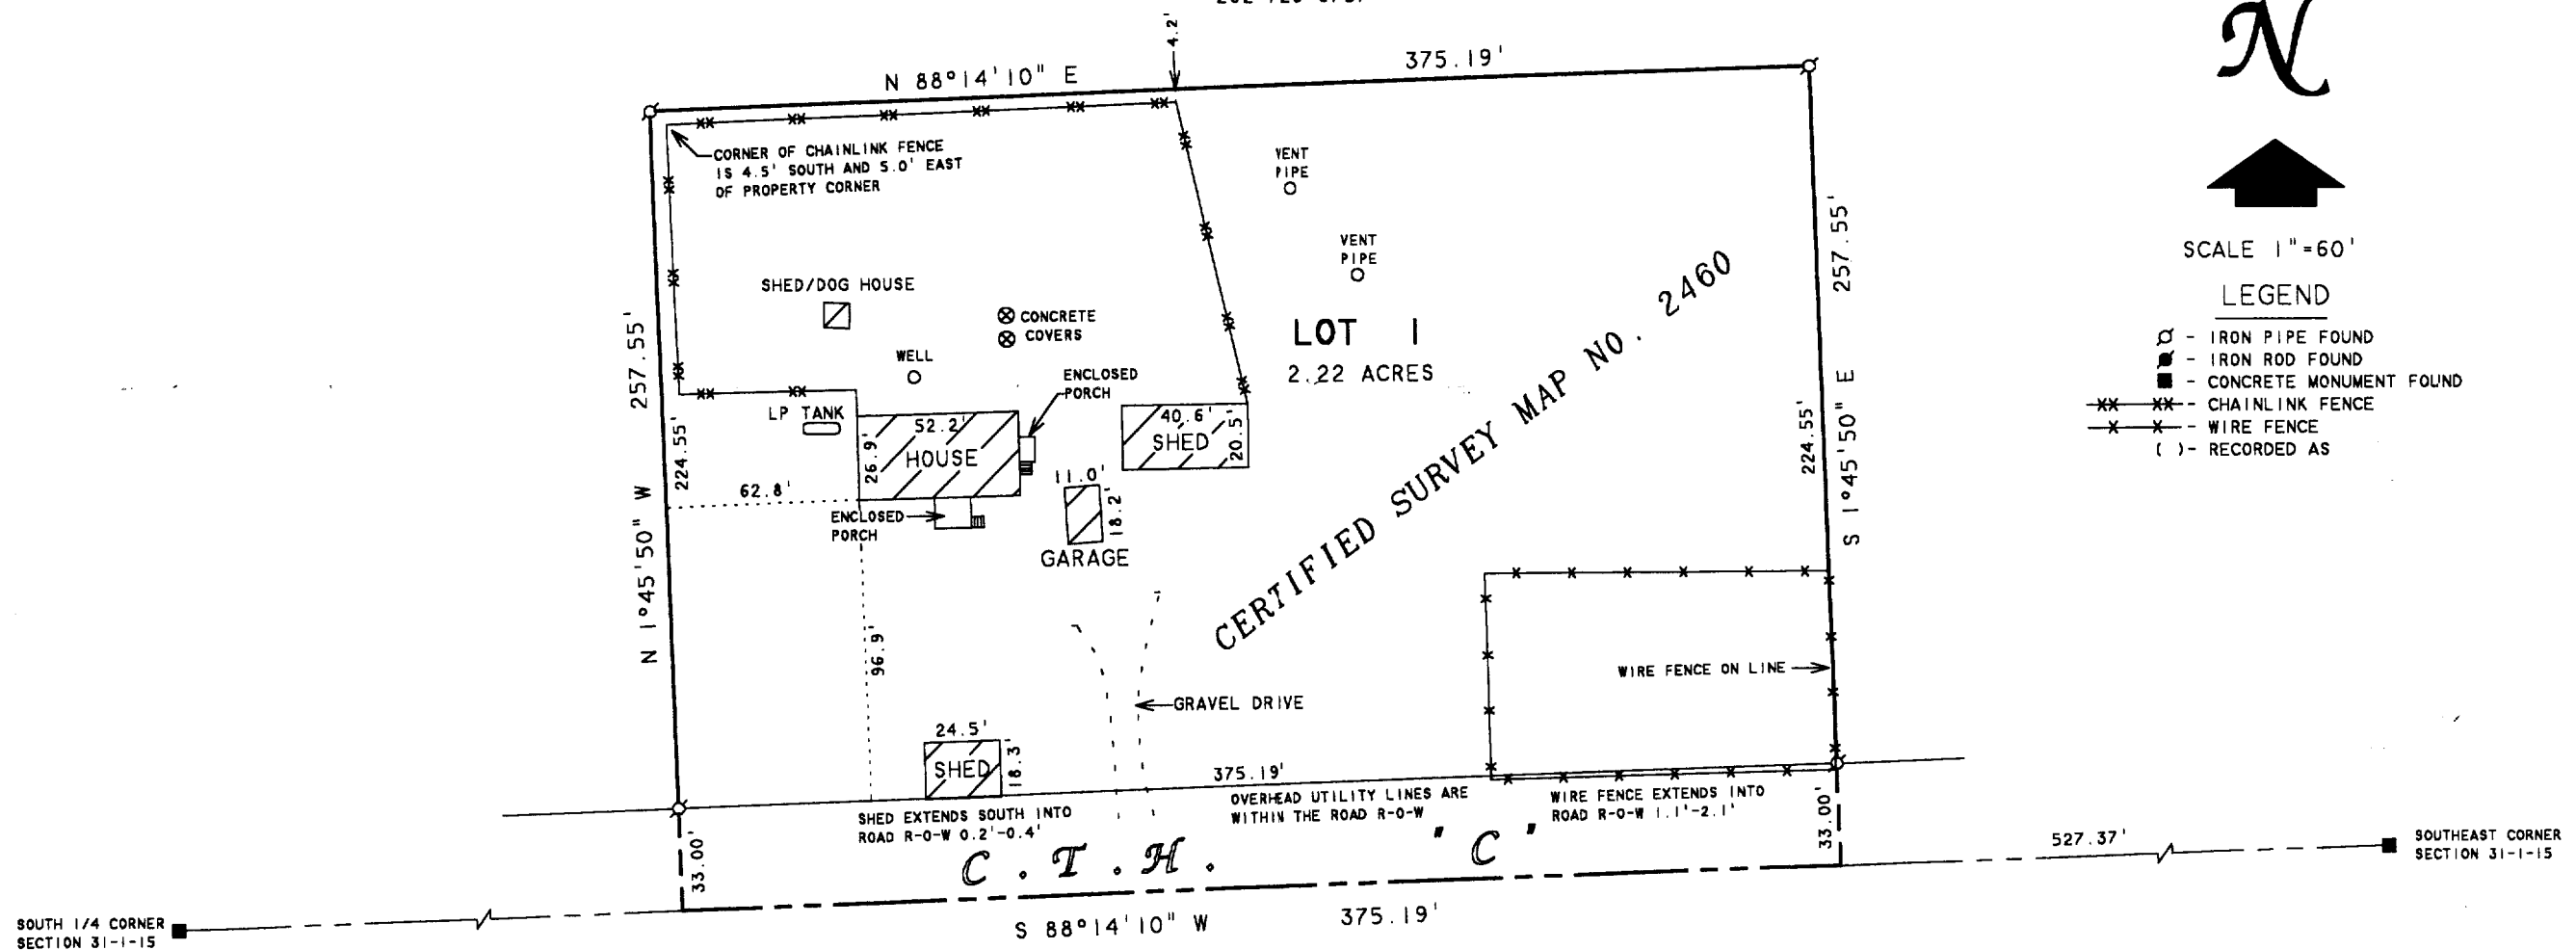 4.2'
N 88°14'10" E
375.19'
N
CORNER OF CHAINLINK FENCE
IS 4.5' SOUTH AND 5.0' EAST
OF PROPERTY CORNER
VENT
PIPE
VENT
PIPE
257.55'
224.55'
N 1°45'50" W
257.55'
224.55'
S 1°45'50" E
SCALE 1"=60'
LEGEND
- IRON PIPE FOUND
- IRON ROD FOUND
- CONCRETE MONUMENT FOUND
XX XX - CHAINLINK FENCE
X X - WIRE FENCE
( ) - RECORDED AS
SHED/DOG HOUSE
CONCRETE
COVERS
WELL
LOT 1
2.22 ACRES
CERTIFIED SURVEY MAP NO. 2460
ENCLOSED
PORCH
LP TANK
52.2'
26.9'
HOUSE
40.6'
SHED
20.5'
62.8'
ENCLOSED
PORCH
11.0'
18.2'
GARAGE
96.9'
WIRE FENCE ON LINE
GRAVEL DRIVE
24.5'
SHED
18.3'
375.19'
SHED EXTENDS SOUTH INTO
ROAD R-O-W 0.2'-0.4'
OVERHEAD UTILITY LINES ARE
WITHIN THE ROAD R-O-W
WIRE FENCE EXTENDS INTO
ROAD R-O-W 1.1'-2.1'
33.00'
33.00'
C.T.H. "C"
527.37'
SOUTHEAST CORNER
SECTION 31-1-15
SOUTH 1/4 CORNER
SECTION 31-1-15
S 88°14'10" W
375.19'